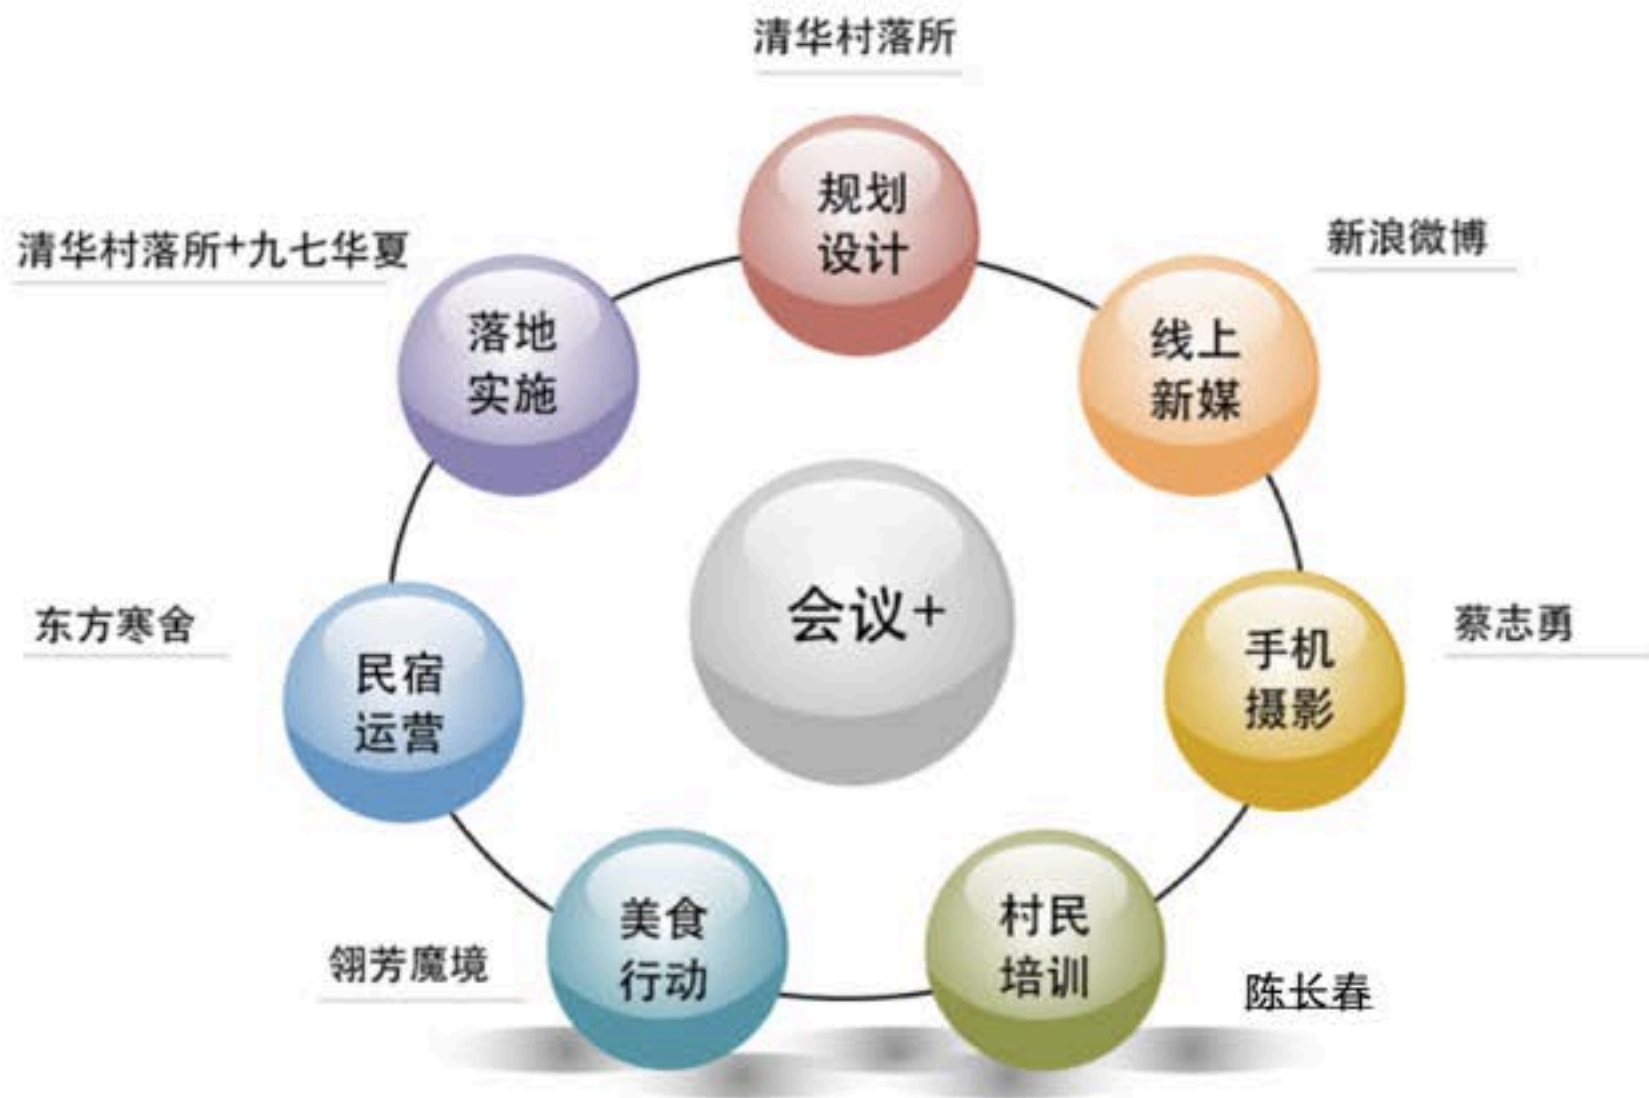 清华村落所
规划
设计
新浪微博
线上
新媒
蔡志勇
手机
摄影
陈长春
村民
培训
翎芳魔境
美食
行动
东方寒舍
民宿
运营
清华村落所+九七华夏
落地
实施
会议+